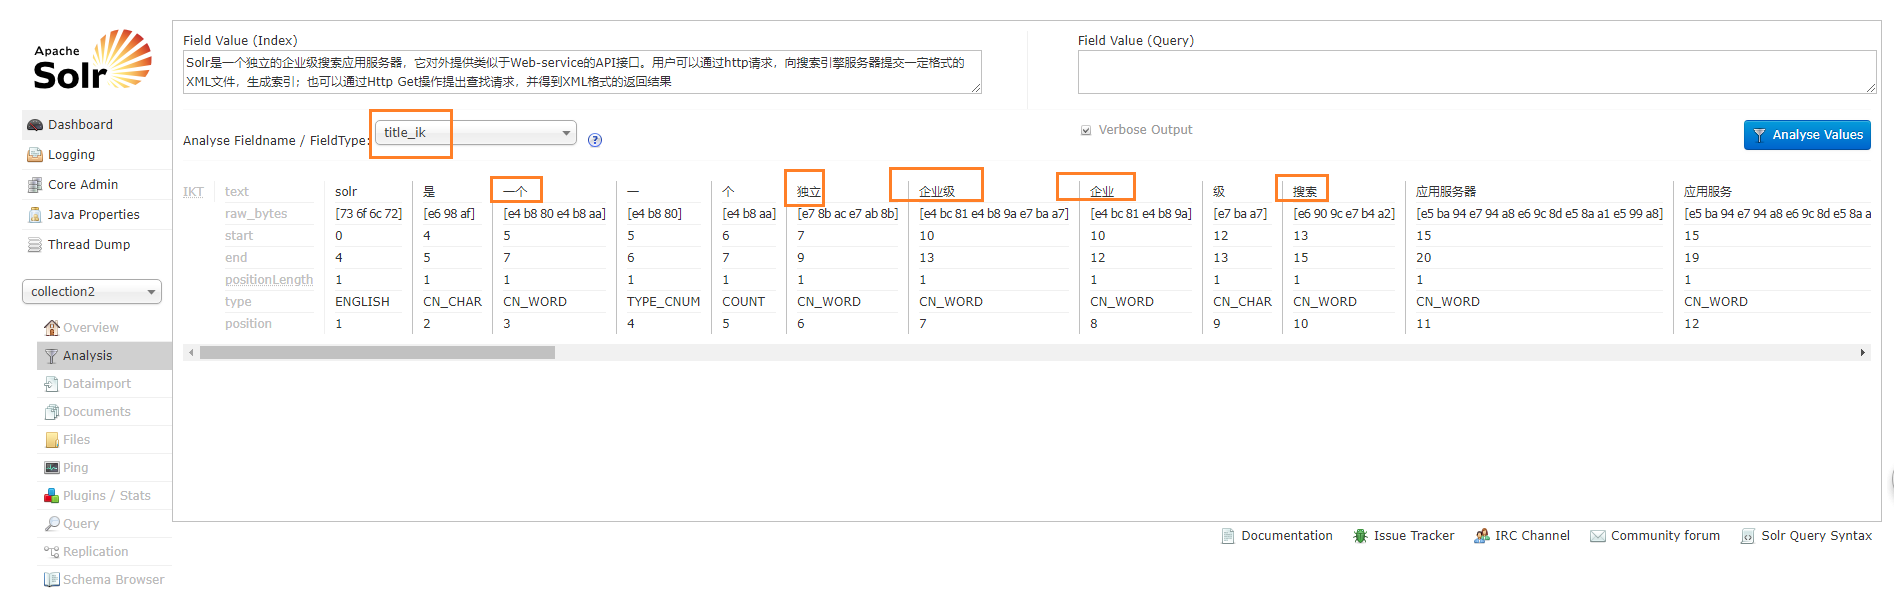 Apache
Solr
Dashboard
Logging
Core Admin
Java Properties
Thread Dump
collection2
Overview
Analysis
Dataimport
Documents
Files
Ping
Plugins / Stats
Query
Replication
Schema Browser
Field Value (Index)
Solr是一个独立的企业级搜索应用服务器，它对外提供类似于Web-service的API接口。用户可以通过http请求，向搜索引擎服务器提交一定格式的
XML文件，生成索引；也可以通过Http Get操作提出查找请求，并得到XML格式的返回结果
Field Value (Query)
Analyse Fieldname / FieldType:
title_ik
?
Verbose Output
Analyse Values
IKT text solr 是 一个 一 个 独立 企业级 企业 级 搜索 应用服务器 应用服务
raw_bytes [73 6f 6c 72] [e6 98 af] [e4 b8 80 e4 b8 aa] [e4 b8 80] [e4 b8 aa] [e7 8b ac e7 ab 8b] [e4 bc 81 e4 b8 9a e7 ba a7] [e4 bc 81 e4 b8 9a] [e7 ba a7] [e6 90 9c e7 b4 a2] [e5 ba 94 e7 94 a8 e6 9c 8d e5 8a a1 e5 99 a8] [e5 ba 94 e7 94 a8 e6 9c 8d e5 8a a
start 0 4 5 5 6 7 10 10 12 13 15 15
end 4 5 7 6 7 9 13 12 13 15 20 19
positionLength 1 1 1 1 1 1 1 1 1 1 1 1
type ENGLISH CN_CHAR CN_WORD TYPE_CNUM COUNT CN_WORD CN_WORD CN_WORD CN_CHAR CN_WORD CN_WORD CN_WORD
position 1 2 3 4 5 6 7 8 9 10 11 12
Documentation Issue Tracker IRC Channel Community forum Solr Query Syntax